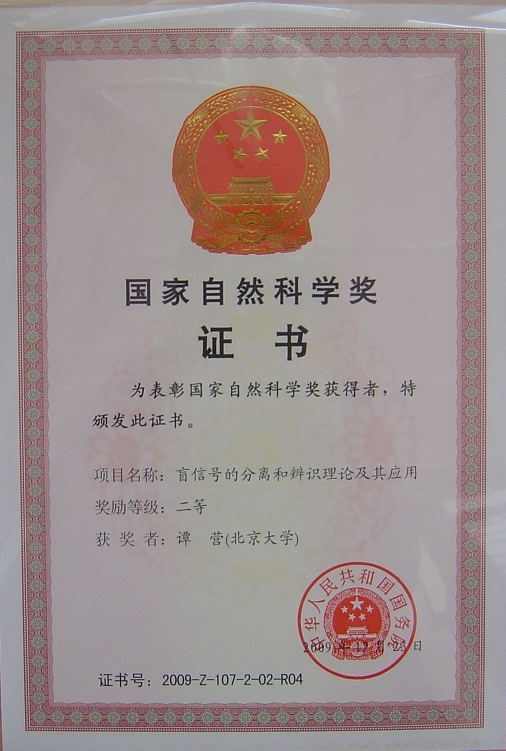 国家自然科学奖
证书
为表彰国家自然科学奖获得者，特
颁发此证书。
项目名称：盲信号的分离和辨识理论及其应用
奖励等级：二等
获奖者：谭营(北京大学)
中华人民共和国国务院
2009年12月23日
证书号：2009-Z-107-2-02-R04